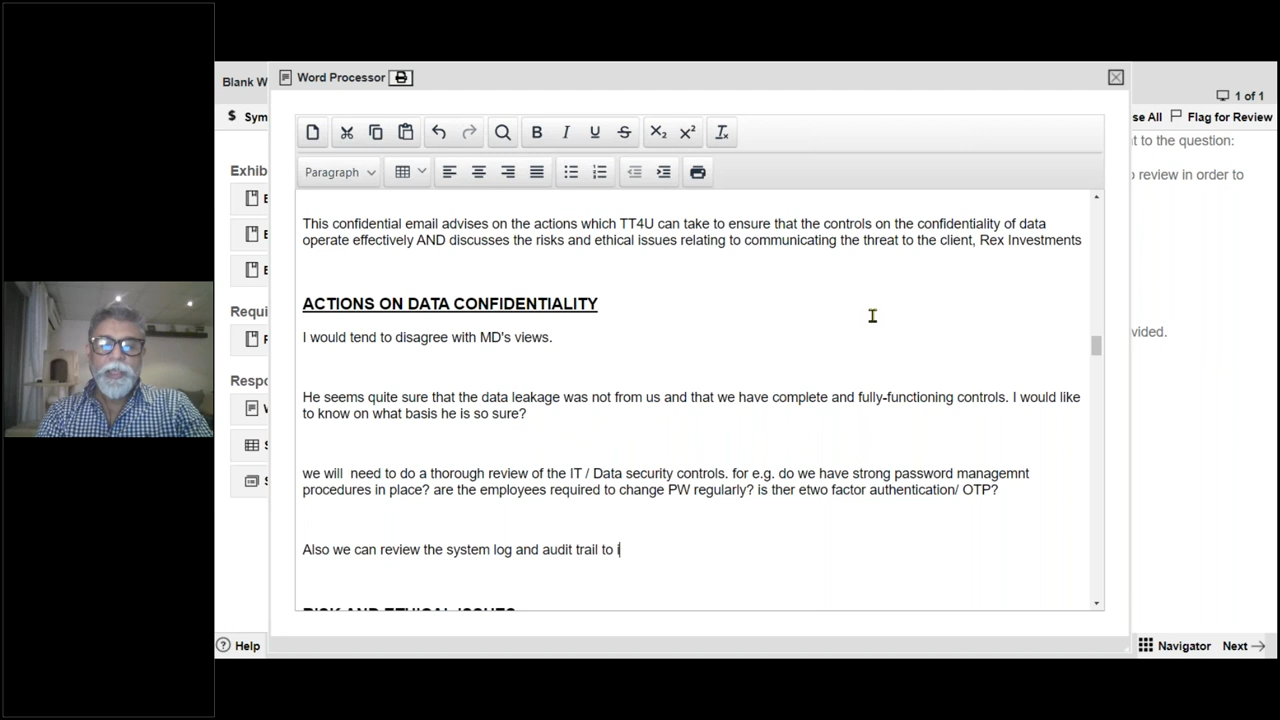 Blank W
Word Processor
1 of 1
$ Sym
se All
Flag for Review
B I U S X₂ X² Ix
Paragraph
Exhib
E
E
E
Requi
F
Respo
W
S
S
t to the question:
review in order to
vided.
This confidential email advises on the actions which TT4U can take to ensure that the controls on the confidentiality of data
operate effectively AND discusses the risks and ethical issues relating to communicating the threat to the client, Rex Investments
ACTIONS ON DATA CONFIDENTIALITY
I would tend to disagree with MD's views.
He seems quite sure that the data leakage was not from us and that we have complete and fully-functioning controls. I would like
to know on what basis he is so sure?
we will  need to do a thorough review of the IT / Data security controls. for e.g. do we have strong password managemnt
procedures in place? are the employees required to change PW regularly? is ther etwo factor authentication/ OTP?
Also we can review the system log and audit trail to i
RISK AND ETHICAL ISSUES
Help
Navigator
Next